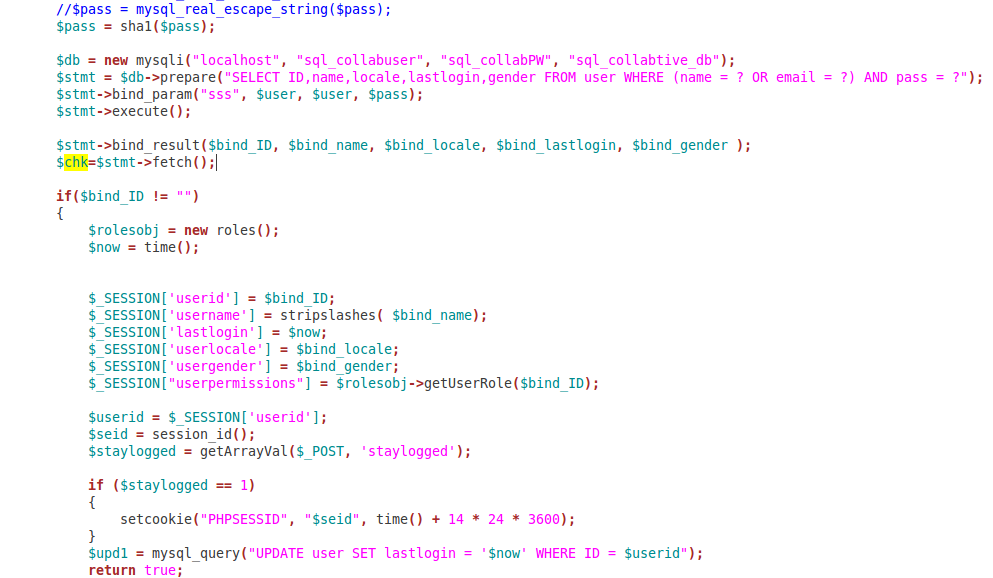 //$pass = mysql_real_escape_string($pass);
$pass = sha1($pass);
$db = new mysqli("localhost", "sql_collabuser", "sql_collabPW", "sql_collabtive_db");
$stmt = $db->prepare("SELECT ID,name,locale,lastlogin,gender FROM user WHERE (name = ? OR email = ?) AND pass = ?");
$stmt->bind_param("sss", $user, $user, $pass);
$stmt->execute();
$stmt->bind_result($bind_ID, $bind_name, $bind_locale, $bind_lastlogin, $bind_gender );
$chk=$stmt->fetch();
if($bind_ID != "")
{
$rolesobj = new roles();
$now = time();
$_SESSION['userid'] = $bind_ID;
$_SESSION['username'] = stripslashes( $bind_name);
$_SESSION['lastlogin'] = $now;
$_SESSION['userlocale'] = $bind_locale;
$_SESSION['usergender'] = $bind_gender;
$_SESSION["userpermissions"] = $rolesobj->getUserRole($bind_ID);
$userid = $_SESSION['userid'];
$seid = session_id();
$staylogged = getArrayVal($_POST, 'staylogged');
if ($staylogged == 1)
{
setcookie("PHPSESSID", "$seid", time() + 14 * 24 * 3600);
}
$upd1 = mysql_query("UPDATE user SET lastlogin = '$now' WHERE ID = $userid");
return true;